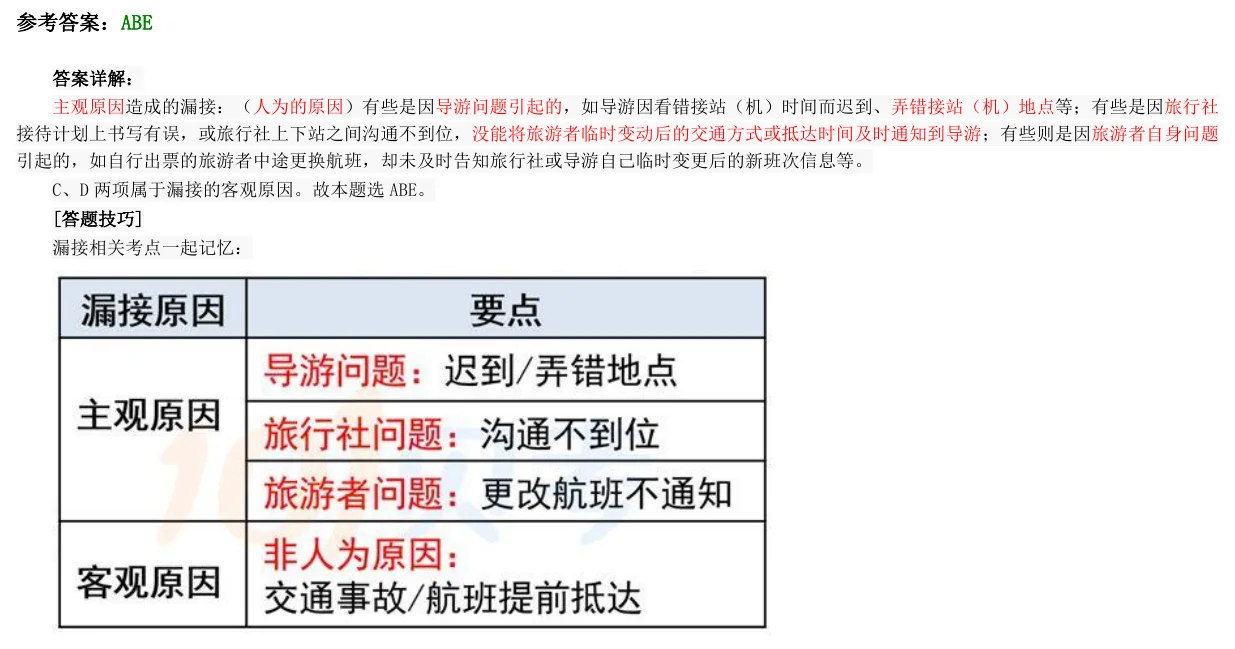 参考答案：ABE
答案详解：
主观原因造成的漏接：（人为的原因）有些是因导游问题引起的，如导游因看错接站（机）时间而迟到、弄错接站（机）地点等；有些是因旅行社
接待计划上书写有误，或旅行社上下站之间沟通不到位，没能将旅游者临时变动后的交通方式或抵达时间及时通知到导游；有些则是因旅游者自身问题
引起的，如自行出票的旅游者中途更换航班，却未及时告知旅行社或导游自己临时变更后的新班次信息等。
C、D 两项属于漏接的客观原因。故本题选 ABE。
[答题技巧]
漏接相关考点一起记忆：
漏接原因 要点
主观原因
导游问题：迟到/弄错地点
旅行社问题：沟通不到位
旅游者问题：更改航班不通知
客观原因
非人为原因：
交通事故/航班提前抵达